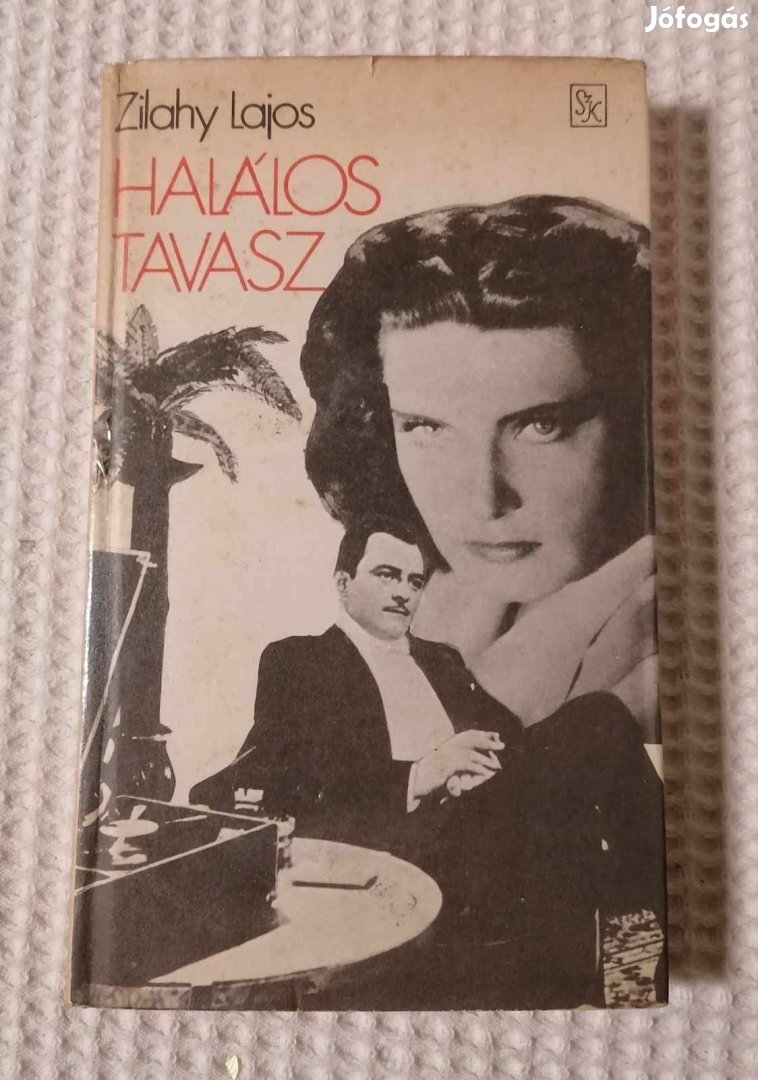 Jófogás
Zilahy Lajos
SzK
HALÁLOS
TAVASZ